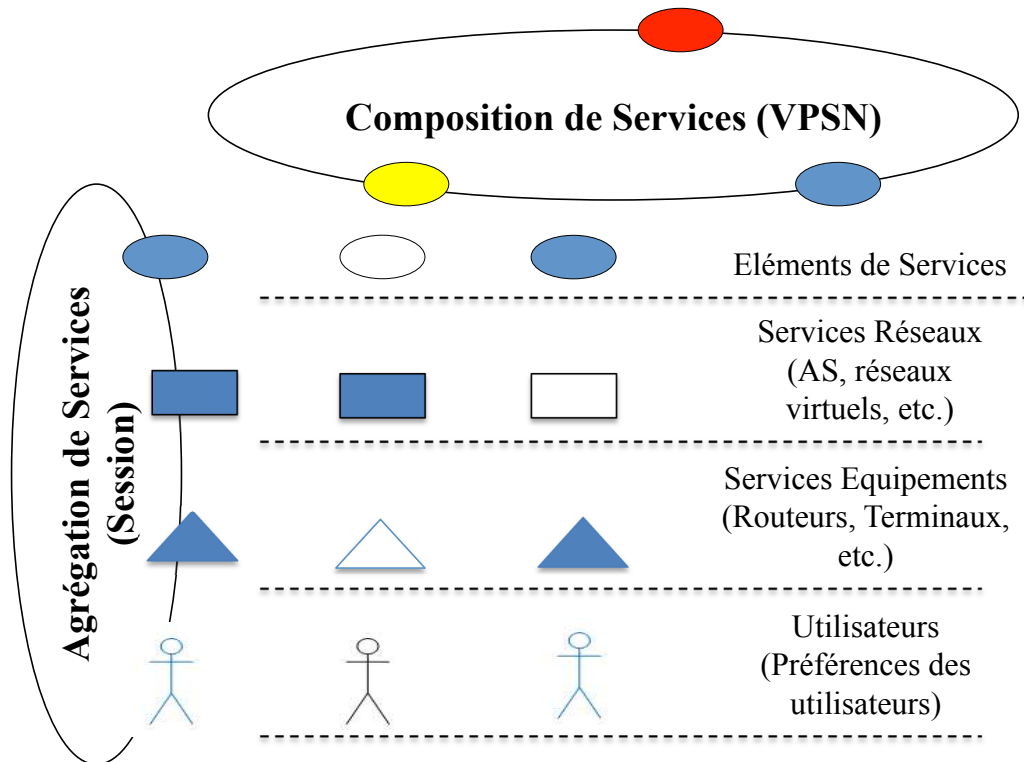 Composition de Services (VPSN)
Agrégation de Services
(Session)
Eléments de Services
Services Réseaux
(AS, réseaux
virtuels, etc.)
Services Equipements
(Routeurs, Terminaux,
etc.)
Utilisateurs
(Préférences des
utilisateurs)